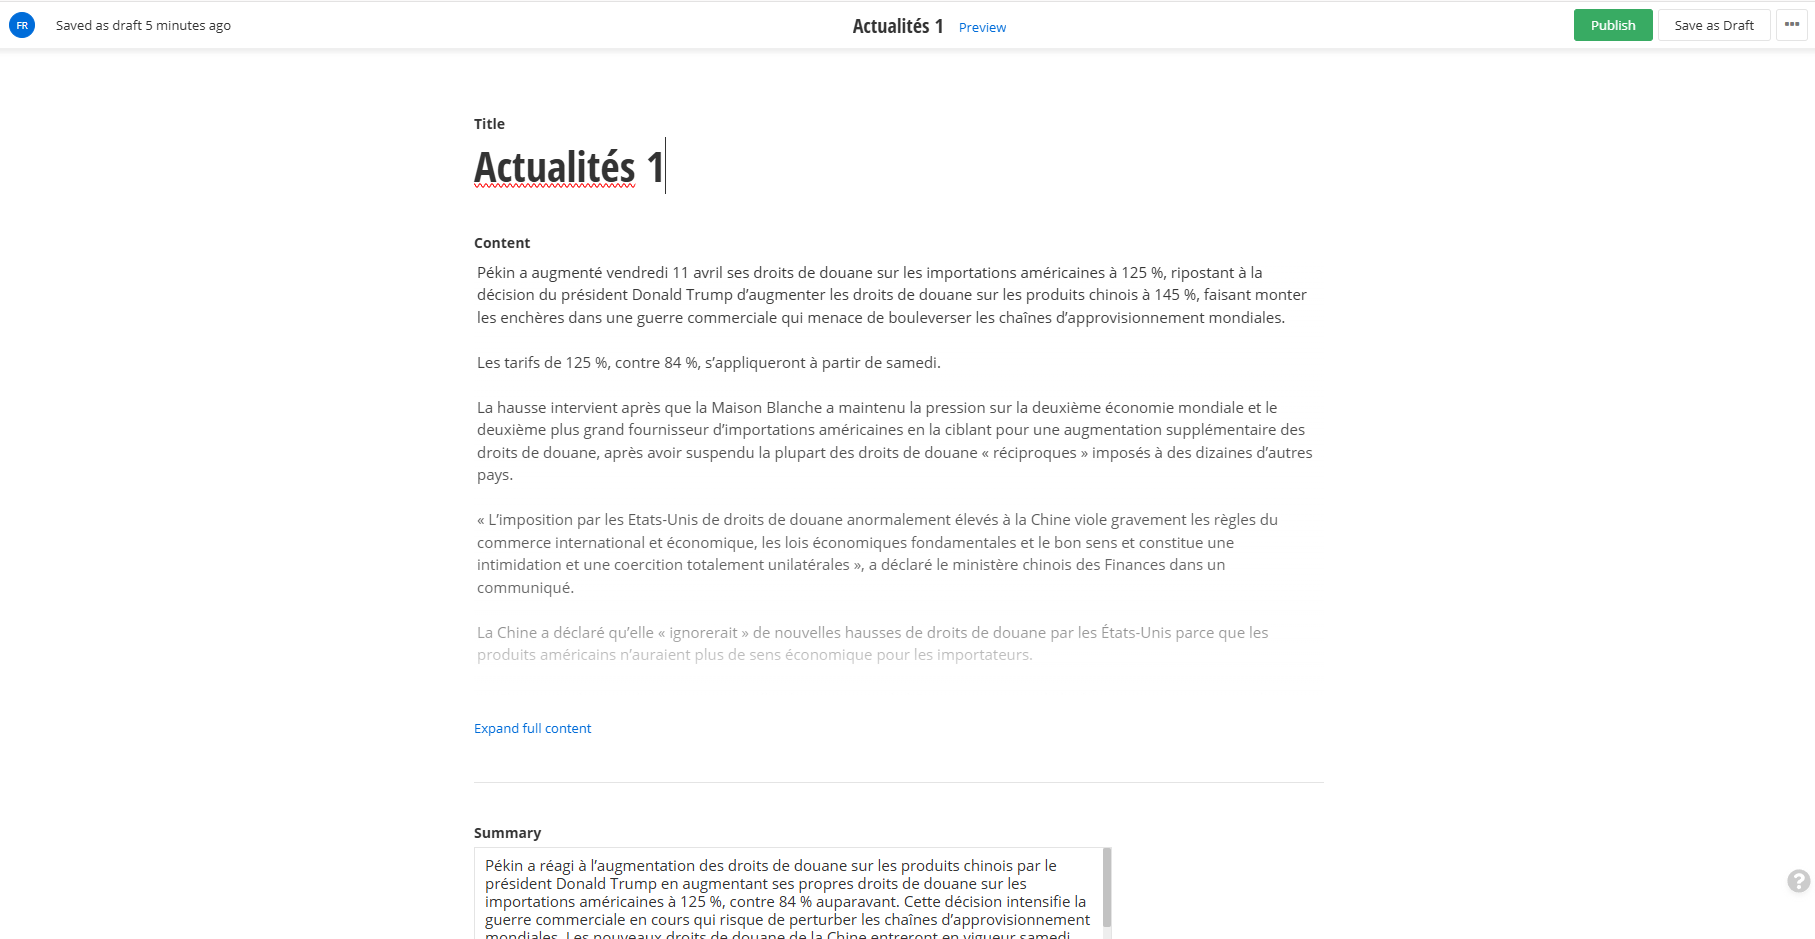 FR
Saved as draft 5 minutes ago
Actualités 1
Preview
Publish
Save as Draft
Title
Actualités 1
Content
Pékin a augmenté vendredi 11 avril ses droits de douane sur les importations américaines à 125 %, ripostant à la
décision du président Donald Trump d’augmenter les droits de douane sur les produits chinois à 145 %, faisant monter
les enchères dans une guerre commerciale qui menace de bouleverser les chaînes d’approvisionnement mondiales.
Les tarifs de 125 %, contre 84 %, s’appliqueront à partir de samedi.
La hausse intervient après que la Maison Blanche a maintenu la pression sur la deuxième économie mondiale et le
deuxième plus grand fournisseur d’importations américaines en la ciblant pour une augmentation supplémentaire des
droits de douane, après avoir suspendu la plupart des droits de douane « réciproques » imposés à des dizaines d’autres
pays.
« L’imposition par les Etats-Unis de droits de douane anormalement élevés à la Chine viole gravement les règles du
commerce international et économique, les lois économiques fondamentales et le bon sens et constitue une
intimidation et une coercition totalement unilatérales », a déclaré le ministère chinois des Finances dans un
communiqué.
La Chine a déclaré qu’elle « ignorerait » de nouvelles hausses de droits de douane par les États-Unis parce que les
produits américains n’auraient plus de sens économique pour les importateurs.
Expand full content
Summary
Pékin a réagi à l’augmentation des droits de douane sur les produits chinois par le
président Donald Trump en augmentant ses propres droits de douane sur les
importations américaines à 125 %, contre 84 % auparavant. Cette décision intensifie la
guerre commerciale en cours qui risque de perturber les chaînes d’approvisionnement
mondiales. Les nouveaux droits de douane de la Chine entreront en vigueur samedi
?